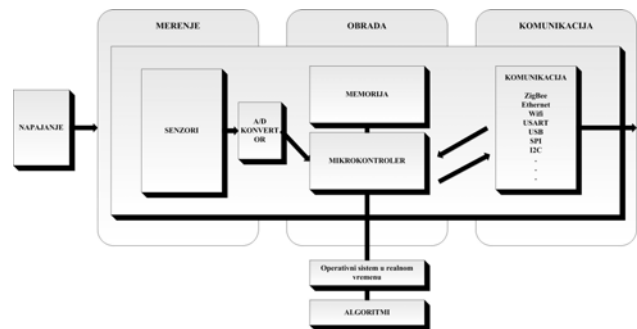 MERENJE
OBRADA
KOMUNIKACIJA
NAPAJANJE
SENZORI
A/D
KONVERT
OR
MEMORIJA
MIKROKONTROLER
KOMUNIKACIJA
ZigBee
Ethernet
Wifi
USART
USB
SPI
I2C
.
.
.
Operativni sistem u realnom
vremenu
ALGORITMI